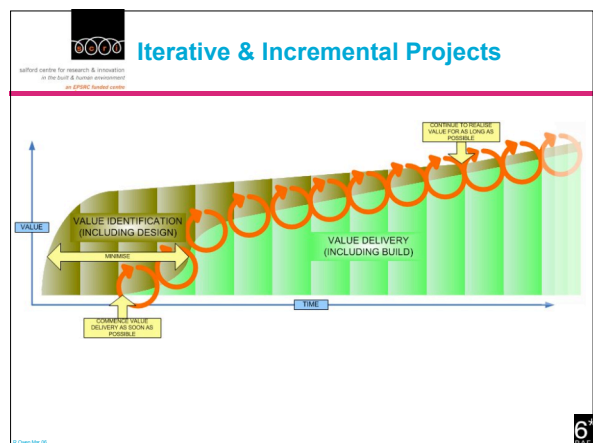 scri
Iterative & Incremental Projects
salford centre for research & innovation
in the built & human environment
an EPSRC funded centre
CONTINUE TO REALISE
VALUE FOR AS LONG AS
POSSIBLE
VALUE
VALUE IDENTIFICATION
(INCLUDING DESIGN)
VALUE DELIVERY
(INCLUDING BUILD)
MINIMISE
TIME
COMMENCE VALUE
DELIVERY AS SOON AS
POSSIBLE
6*